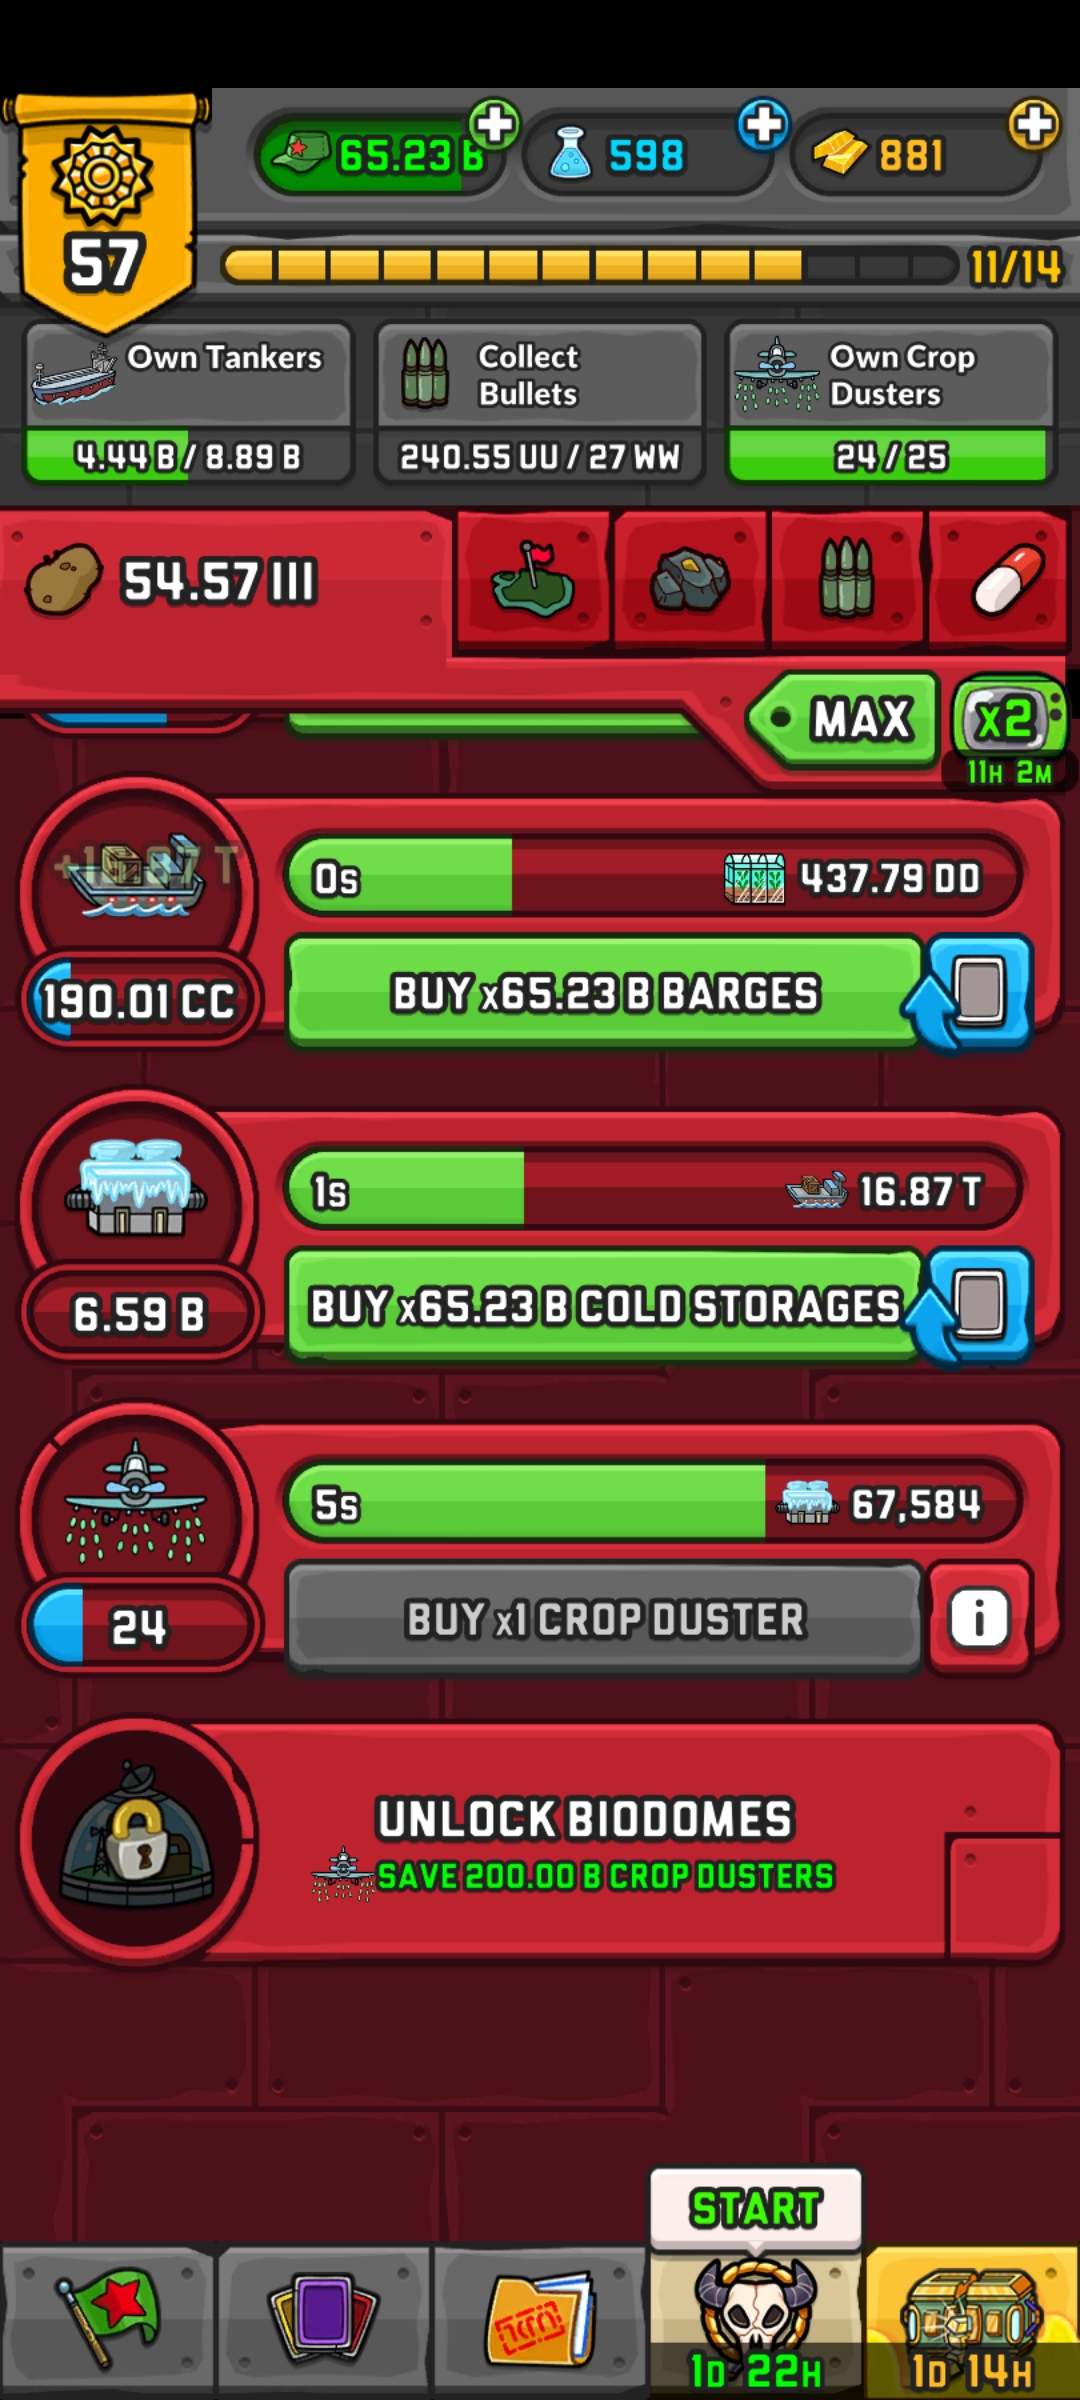 65.23 B
598
881
57
11/14
Own Tankers
4.44 B / 8.89 B
Collect
Bullets
240.55 UU / 27 WW
Own Crop
Dusters
24 / 25
54.57 III
MAX
x2
11H 2M
0s
437.79 DD
190.01 CC
BUY x65.23 B BARGES
1s
16.87 T
6.59 B
BUY x65.23 B COLD STORAGES
5s
67,584
24
BUY x1 CROP DUSTER
i
UNLOCK BIODOMES
SAVE 200.00 B CROP DUSTERS
START
1D 22H
1D 14H